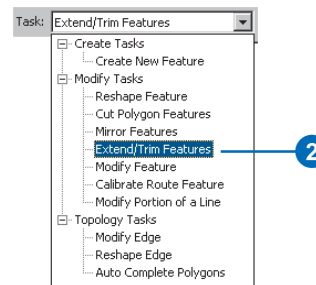 Task: Extend/Trim Features
Create Tasks
Create New Feature
Modify Tasks
Reshape Feature
Cut Polygon Features
Mirror Features
Extend/Trim Features
2
Modify Feature
Calibrate Route Feature
Modify Portion of a Line
Topology Tasks
Modify Edge
Reshape Edge
Auto Complete Polygons